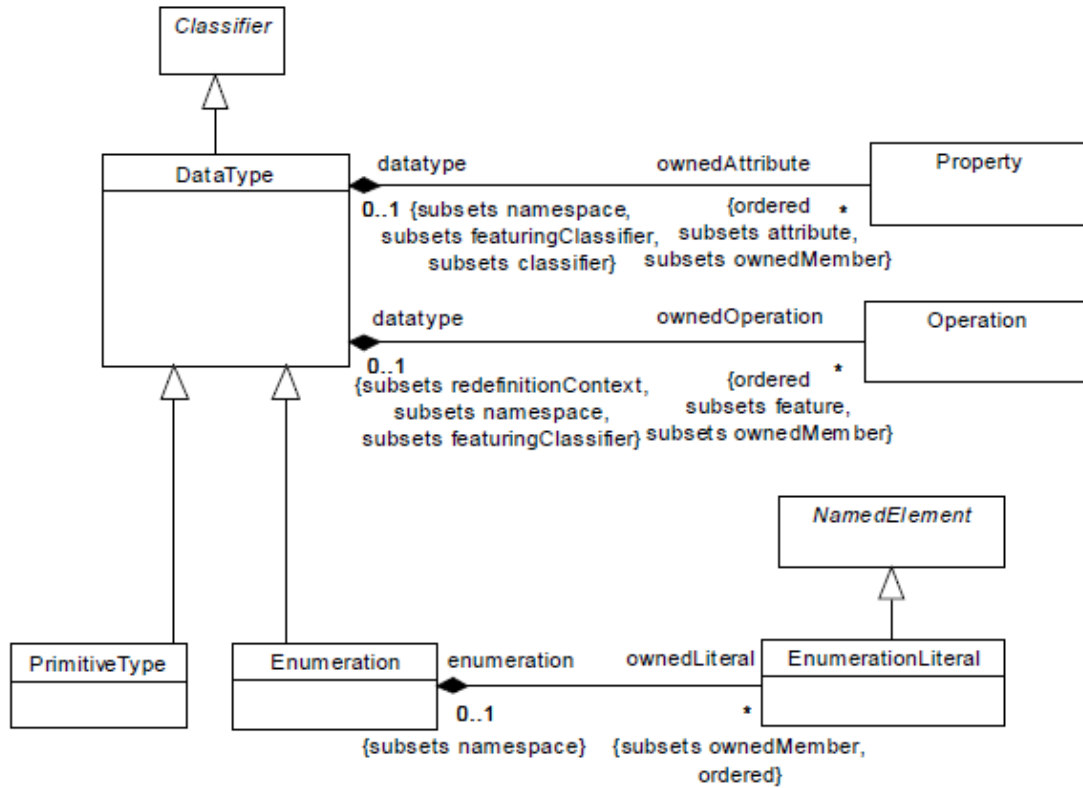 Classifier
DataType
datatype
ownedAttribute
Property
0..1 {subsets namespace,
subsets featuringClassifier,
subsets classifier}
{ordered *
subsets attribute,
subsets ownedMember}
datatype
ownedOperation
Operation
0..1
{subsets redefinitionContext,
subsets namespace,
subsets featuringClassifier}
*
{ordered
subsets feature,
subsets ownedMember}
NamedElement
PrimitiveType
Enumeration
enumeration
ownedLiteral
EnumerationLiteral
0..1
{subsets namespace}
*
{subsets ownedMember,
ordered}